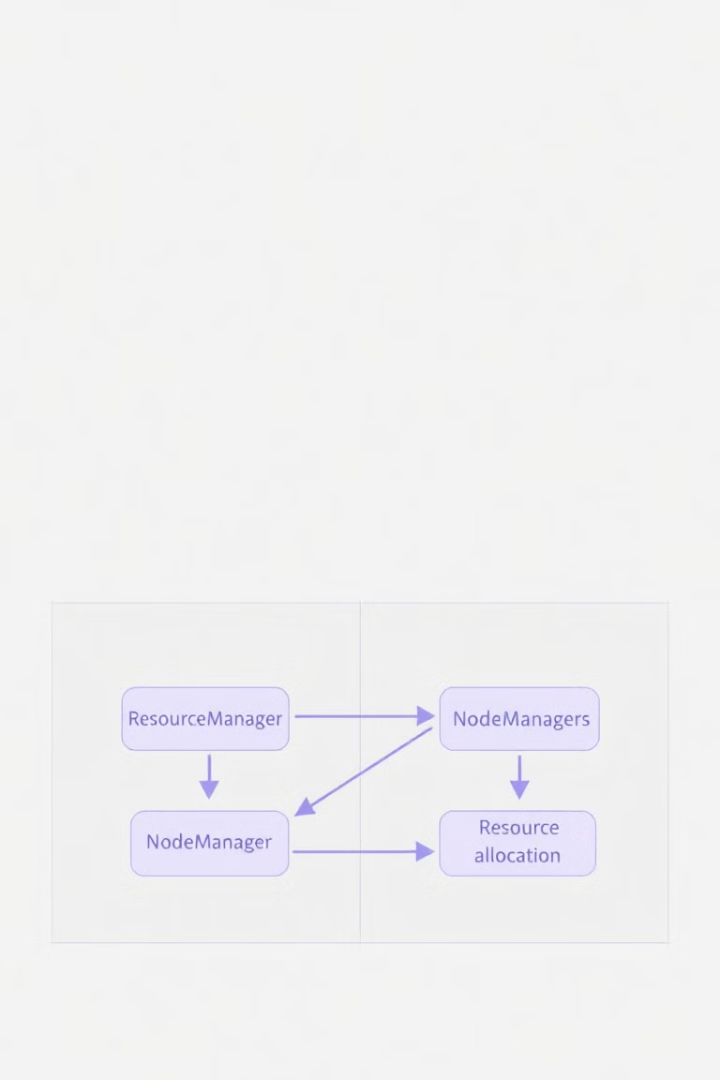 ResourceManager
NodeManagers
NodeManager
Resource
allocation